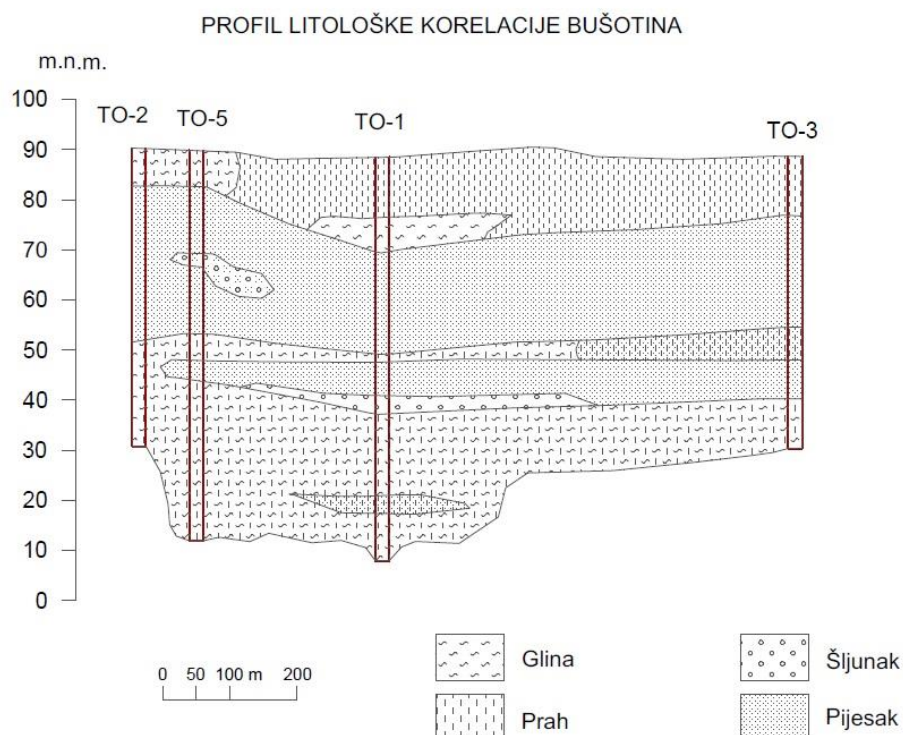 PROFIL LITOLOŠKE KORELACIJE BUŠOTINA
m.n.m.
100
90
80
70
60
50
40
30
20
10
0
TO-2
TO-5
TO-1
TO-3
0 50 100 m 200
Glina
Šljunak
Prah
Pijesak